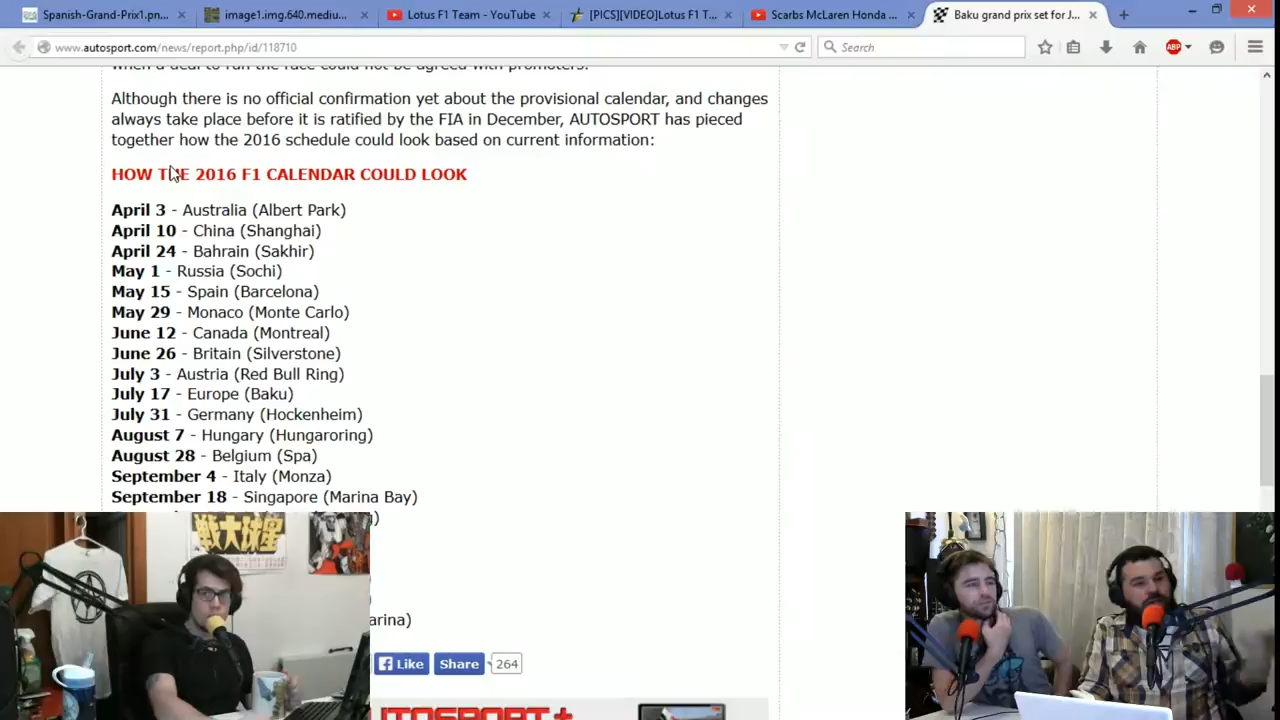 Spanish-Grand-Prix1.pn...
image1.img.640.mediu...
Lotus F1 Team - YouTube
[PICS][VIDEO]Lotus F1 T...
Scarbs McLaren Honda ...
Baku grand prix set for J...
www.autosport.com/news/report.php/id/118710
Search
ABP
when a deal to run the race could not be agreed with promoters.
Although there is no official confirmation yet about the provisional calendar, and changes
always take place before it is ratified by the FIA in December, AUTOSPORT has pieced
together how the 2016 schedule could look based on current information:
HOW THE 2016 F1 CALENDAR COULD LOOK
April 3 - Australia (Albert Park)
April 10 - China (Shanghai)
April 24 - Bahrain (Sakhir)
May 1 - Russia (Sochi)
May 15 - Spain (Barcelona)
May 29 - Monaco (Monte Carlo)
June 12 - Canada (Montreal)
June 26 - Britain (Silverstone)
July 3 - Austria (Red Bull Ring)
July 17 - Europe (Baku)
July 31 - Germany (Hockenheim)
August 7 - Hungary (Hungaroring)
August 28 - Belgium (Spa)
September 4 - Italy (Monza)
September 18 - Singapore (Marina Bay)
戦大球星
arina)
Like
Share
264
UTOSPORT+